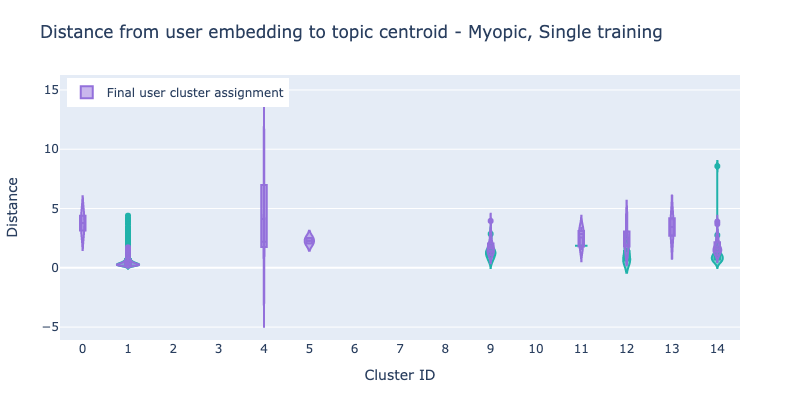 Distance from user embedding to topic centroid - Myopic, Single training
Final user cluster assignment
Distance
15
10
5
0
−5
0 1 2 3 4 5 6 7 8 9 10 11 12 13 14
Cluster ID